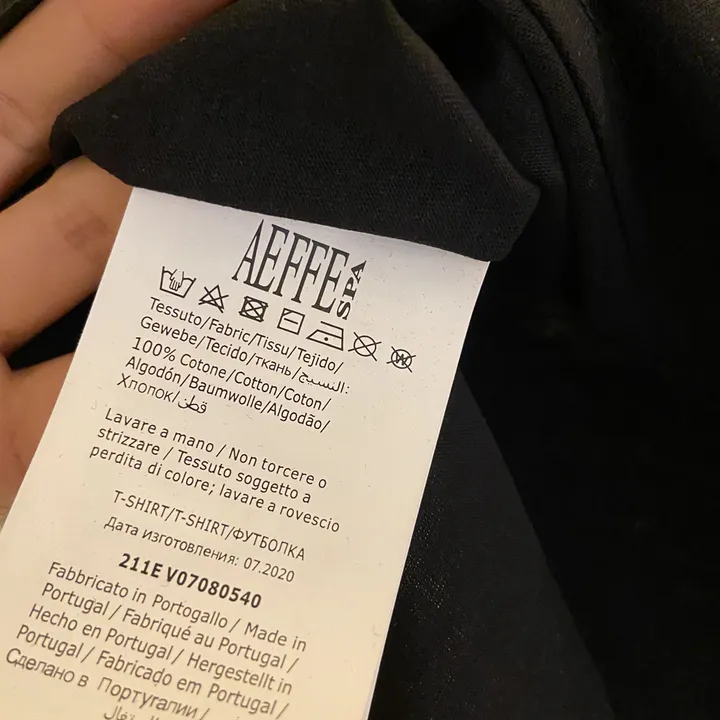 AEFFE SPA
Tessuto/Fabric/Tissu/Tejido/
Gewebe/Tecido/ткань/النسيج:
100% Cotone/Cotton/Coton/
Algodón/Baumwolle/Algodão/
Хлопок/قطن
Lavare a mano / Non torcere o
strizzare / Tessuto soggetto a
perdita di colore; lavare a rovescio
T-SHIRT/T-SHIRT/ФУТБОЛКА
Дата изготовления: 07.2020
211E V07080540
Fabbricato in Portogallo / Made in
Portugal / Fabriqué au Portugal /
Hecho en Portugal / Hergestellt in
Portugal / Fabricado em Portugal /
Сделано в Португалии /